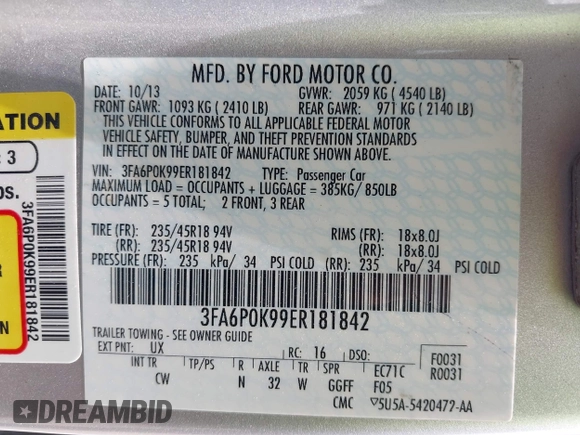 MFD. BY FORD MOTOR CO.
DATE: 10/13 GVWR: 2059 KG ( 4540 LB)
FRONT GAWR: 1093 KG ( 2410 LB) REAR GAWR: 971 KG ( 2140 LB)
THIS VEHICLE CONFORMS TO ALL APPLICABLE FEDERAL MOTOR
VEHICLE SAFETY, BUMPER, AND THEFT PREVENTION STANDARDS
IN EFFECT ON THE DATE OF MANUFACTURE SHOWN ABOVE.
VIN: 3FA6P0K99ER181842 TYPE: Passenger Car
MAXIMUM LOAD = OCCUPANTS + LUGGAGE = 385KG/ 850LB
OCCUPANTS = 5 TOTAL; 2 FRONT, 3 REAR
TIRE (FR): 235/45R18 94V RIMS (FR): 18x8.0J
(RR): 235/45R18 94V (RR): 18x8.0J
PRESSURE (FR): 235 kPa/ 34 PSI COLD (RR): 235 kPa/ 34 PSI COLD
3FA6P0K99ER181842
TRAILER TOWING - SEE OWNER GUIDE
EXT PNT: UX RC: 16 DSO: F0031
INT TR TP/PS R AXLE TR SPR EC71C R0031
CW N 32 W GGFF F05
CMC 5U5A-5420472-AA
ATION
: 3
OS.
3FA6P0K99ER181842
R
N
DREAMBID